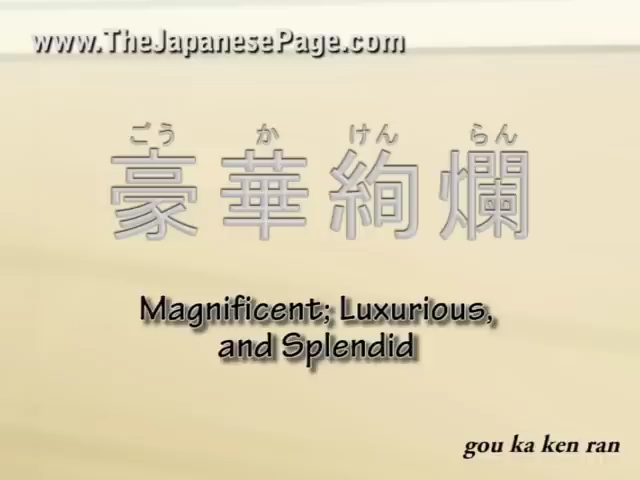 www.TheJapanesePage.com
ごう か けん らん
豪華絢爛
Magnificent; Luxurious,
and Splendid
gou ka ken ran